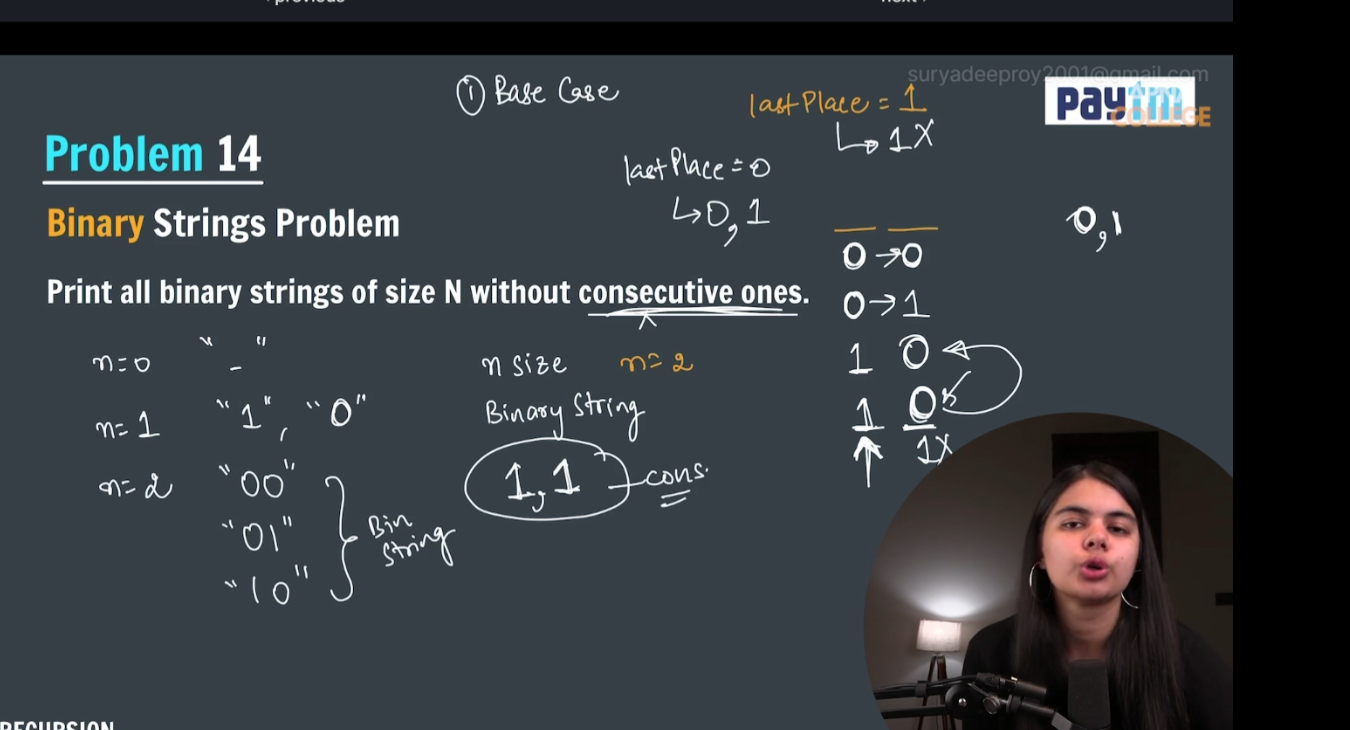 previous
next
① Base Case
suryadeeproy2001@gmail.com
lastPlace = 1
↳ 1X
paytm
COLLEGE
Problem 14
lastPlace = 0
↳ 0, 1
Binary Strings Problem
0,1
0 → 0
Print all binary strings of size N without consecutive ones.
0 → 1
n=0 " - "
n size n = 2
1 0
n = 1 "1", "0"
Binary String
1 0
1X
n = 2 "00"
1, 1 cons.
"01"
Bin
String
"10"
RECURSION